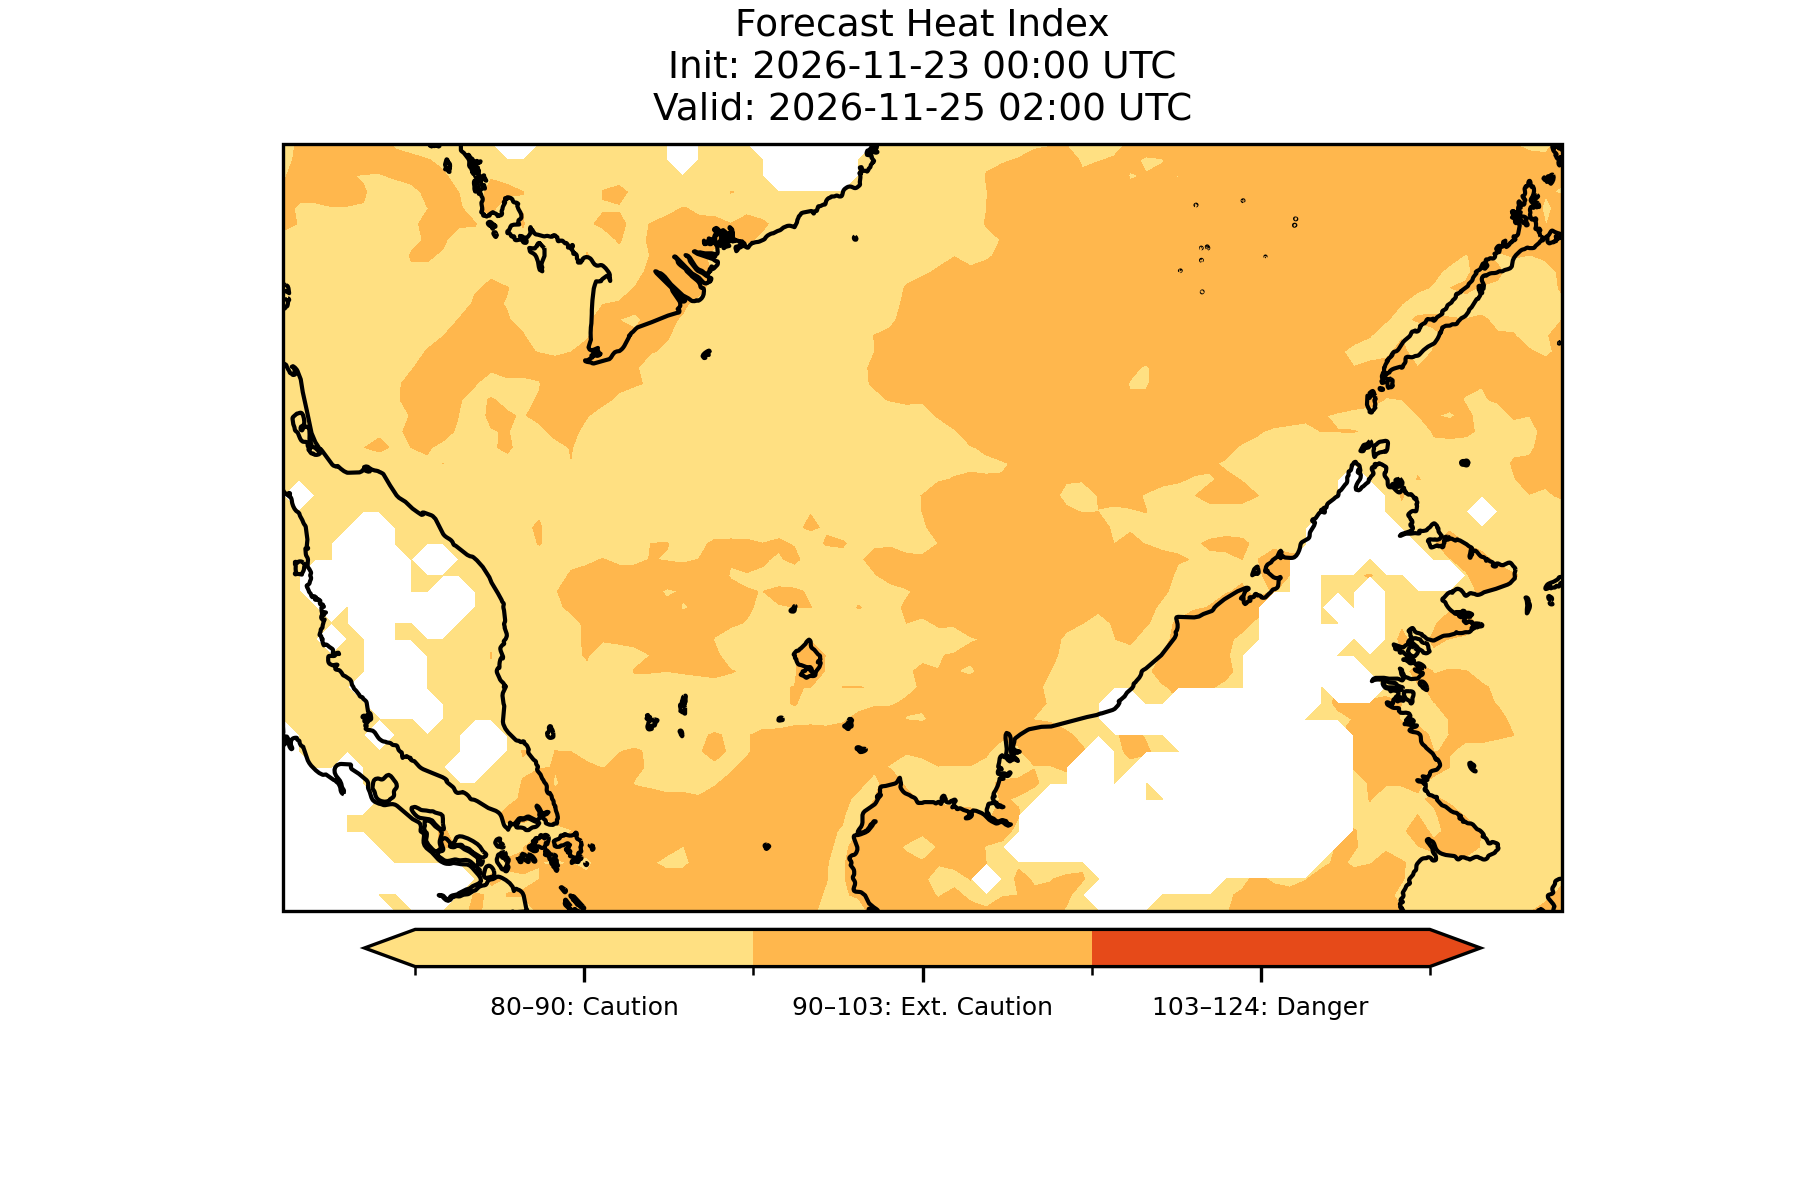 Forecast Heat Index
Init: 2026-11-23 00:00 UTC
Valid: 2026-11-25 02:00 UTC
80–90: Caution
90–103: Ext. Caution
103–124: Danger